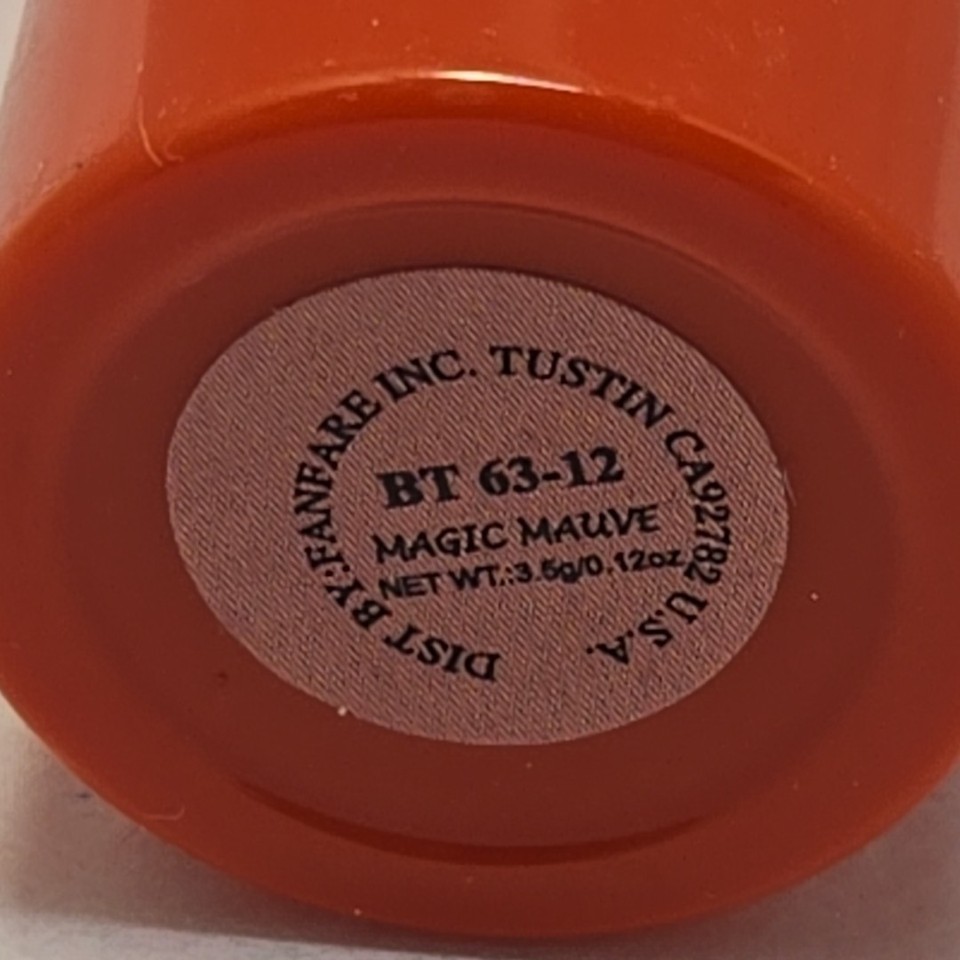 DIST BY:FANFARE INC. TUSTIN CA92782 U.S.A.
BT 63-12
MAGIC MAUVE
NET WT.:3.5g/0.12oz